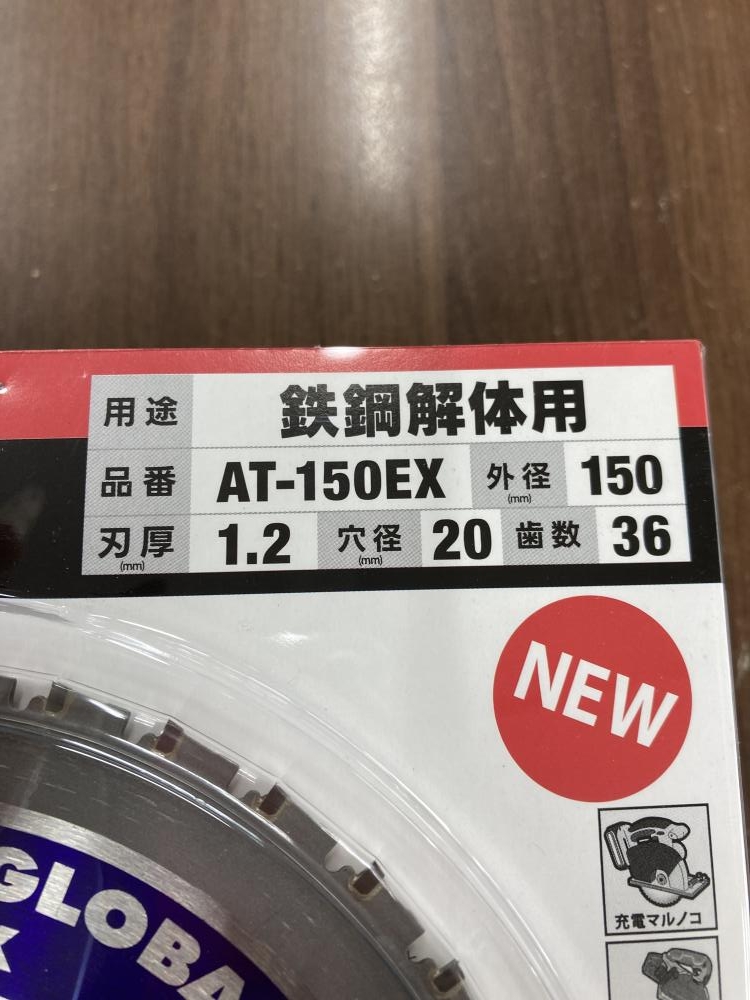 用途 鉄鋼解体用
品番 AT-150EX 外径(mm) 150
刃厚(mm) 1.2 穴径(mm) 20 歯数 36
NEW
充電マルノコ
GLOBA
K